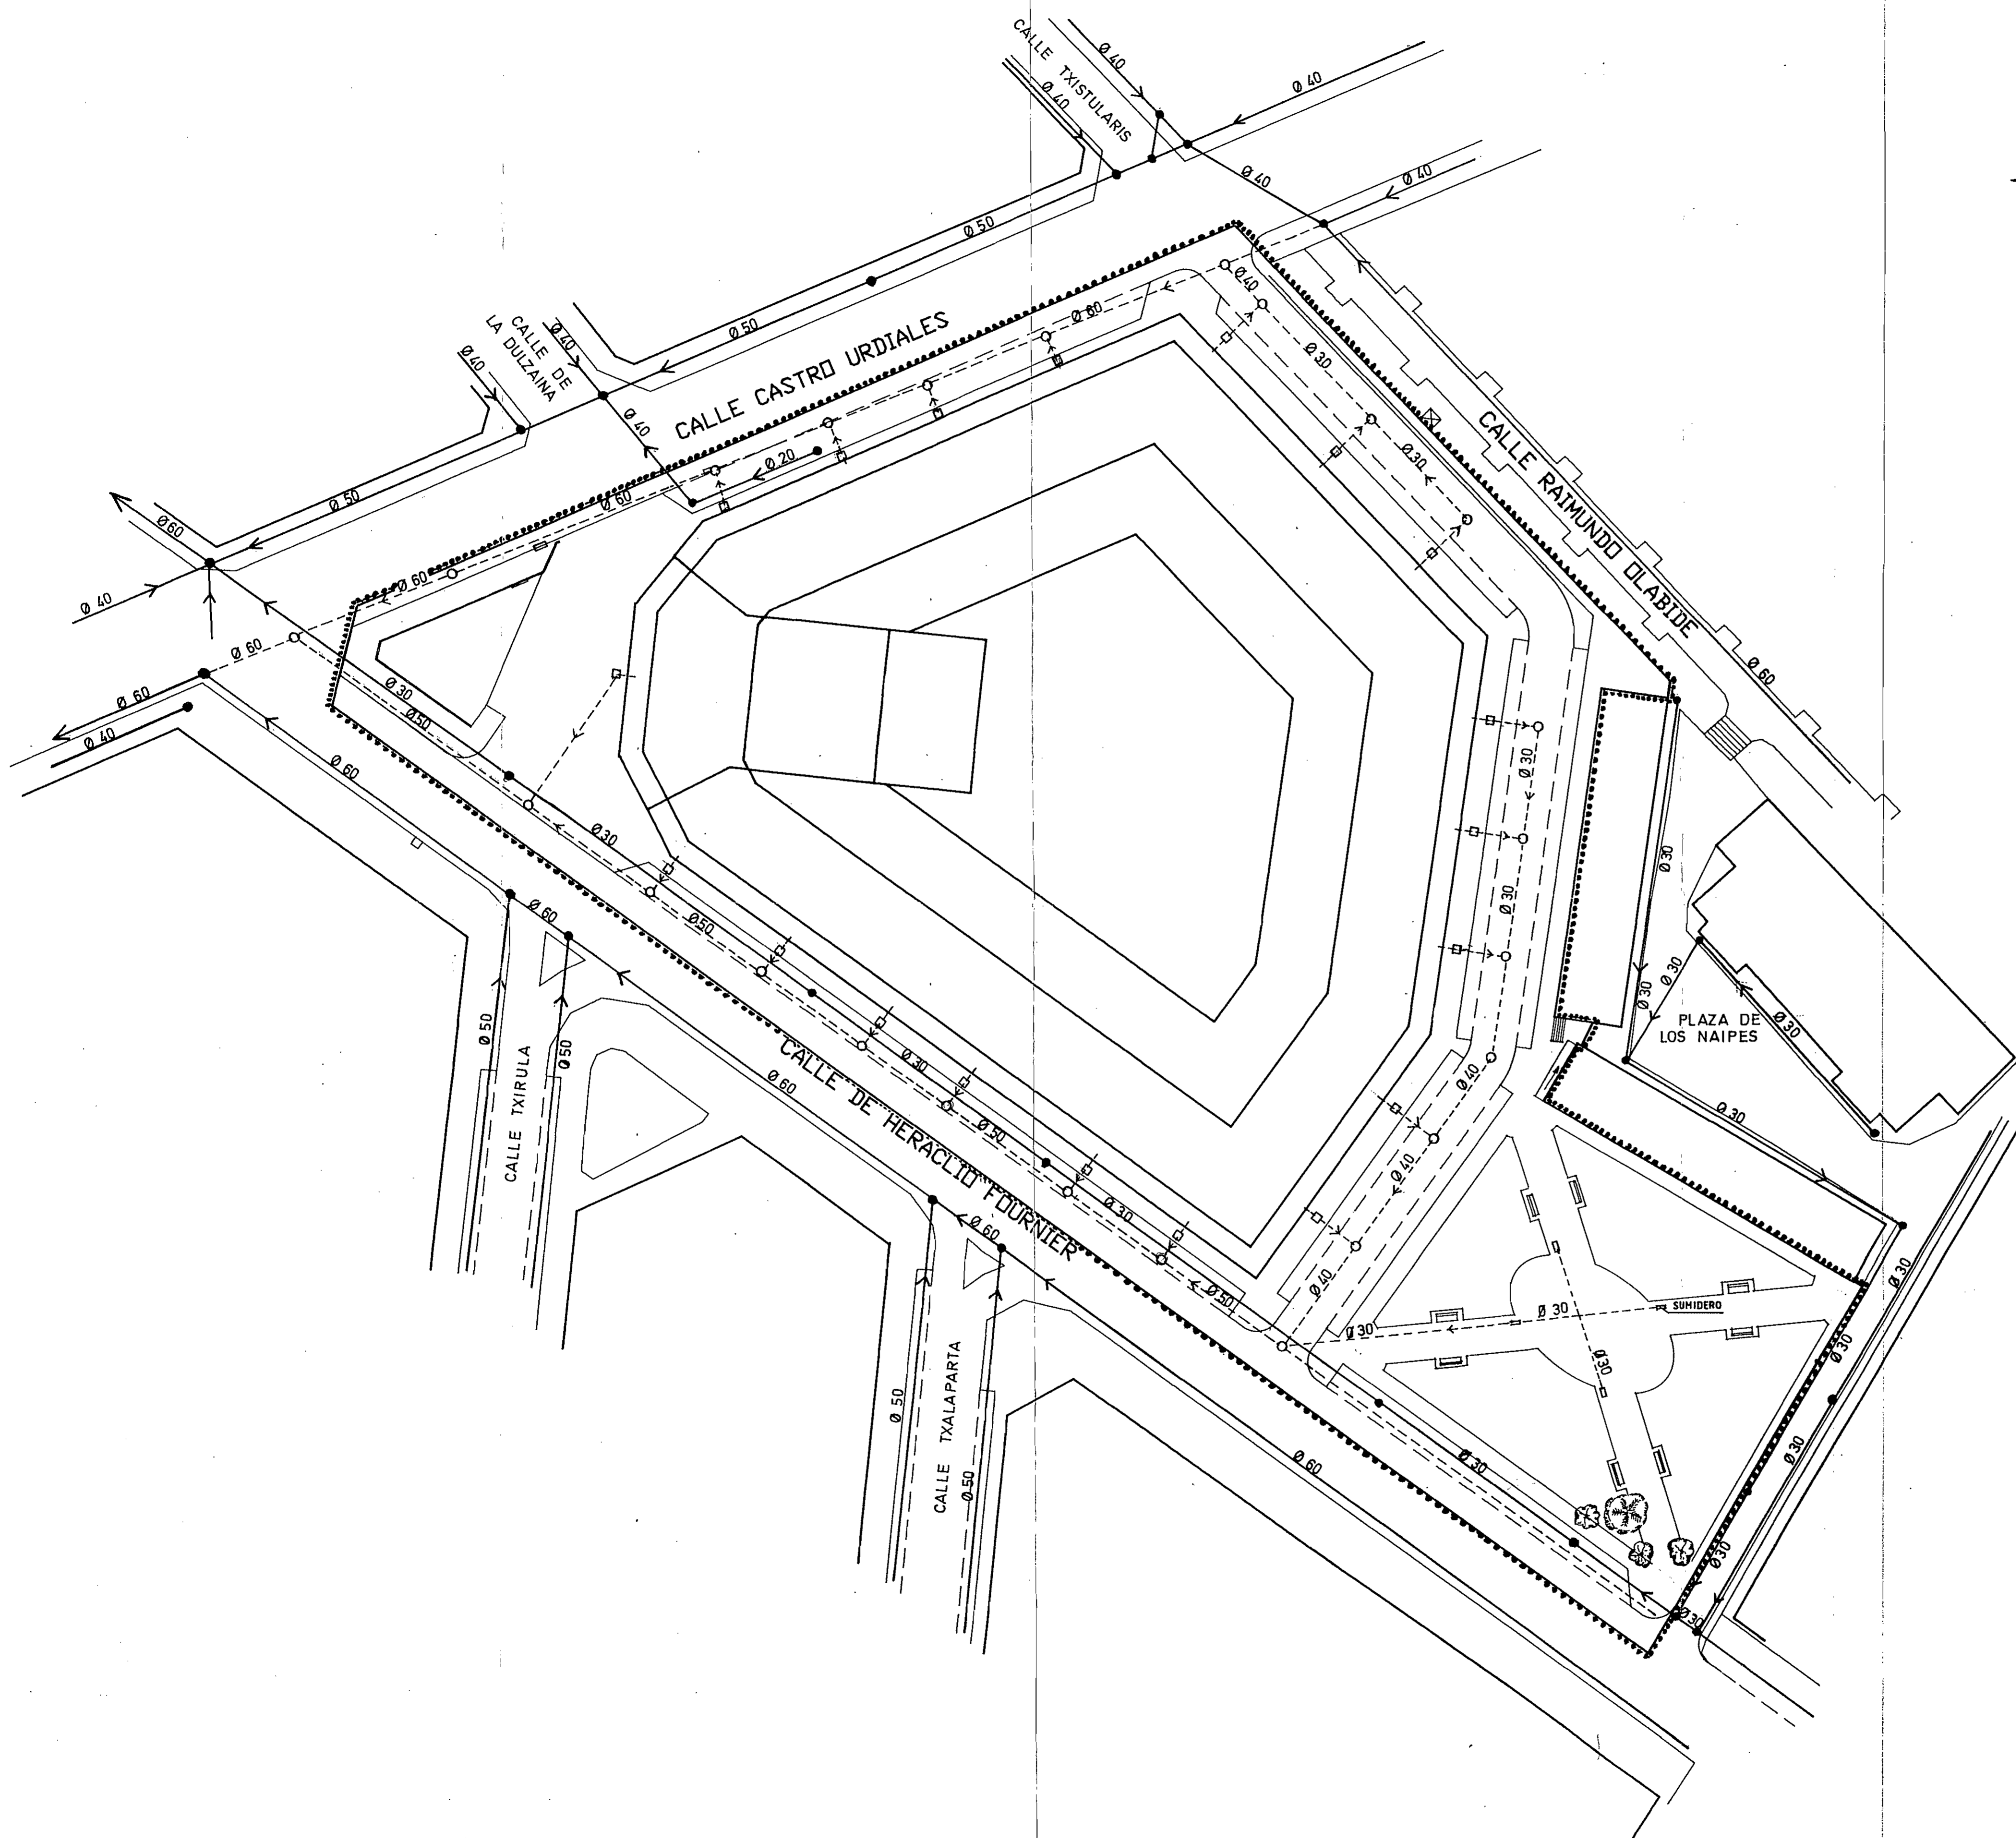 CALLE TXISTULARIS
Ø 40
Ø 40
Ø 40
Ø 40
Ø 40
Ø 50
Ø 40
Ø 80
Ø 50
CALLE DE
LA DULZAINA
Ø 40
Ø 40
CALLE CASTRO URDIALES
Ø 30
Ø 40
Ø 20
Ø 30
CALLE RAIMUNDO OLABIDE
Ø 60
Ø 50
Ø 60
Ø 60
Ø 60
Ø 40
Ø 60
Ø 60
Ø 40
Ø 30
Ø 50
Ø 60
Ø 30
Ø 30
Ø 30
Ø 30
Ø 30
Ø 30
Ø 30
PLAZA DE
LOS NAIPES
Ø 30
Ø 60
Ø 50
Ø 50
Ø 50
CALLE TXIRULA
Ø 60
Ø 30
CALLE DE HERACLIO FOURNIER
Ø 50
Ø 40
Ø 40
Ø 30
Ø 30
Ø 60
Ø 50
Ø 40
Ø 30
SUMIDERO
Ø 30
Ø 30
Ø 30
Ø 30
Ø 50
CALLE TXALAPARTA
Ø 50
Ø 60
Ø 30
Ø 30
Ø 30
Ø 30